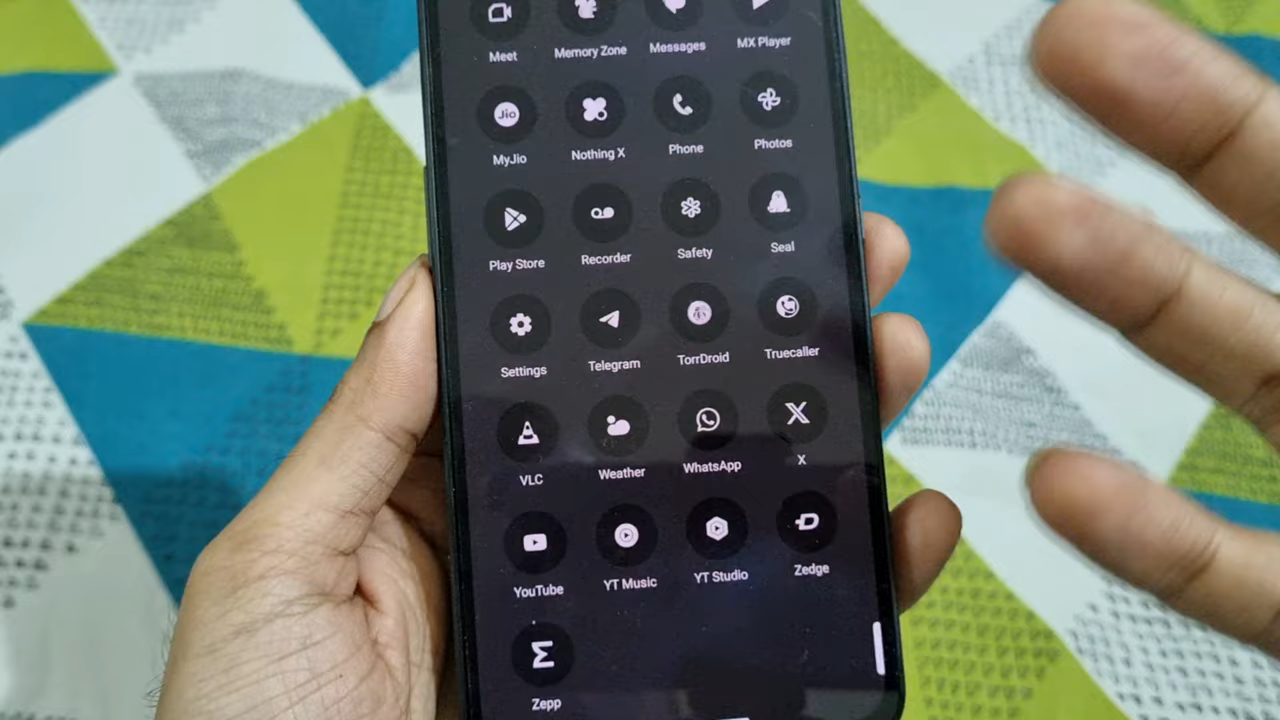 Meet Memory Zone Messages MX Player
Jio
MyJio Nothing X Phone Photos
Play Store Recorder Safety Seal
Settings Telegram TorrDroid Truecaller
VLC Weather WhatsApp X
YouTube YT Music YT Studio Zedge
Zepp